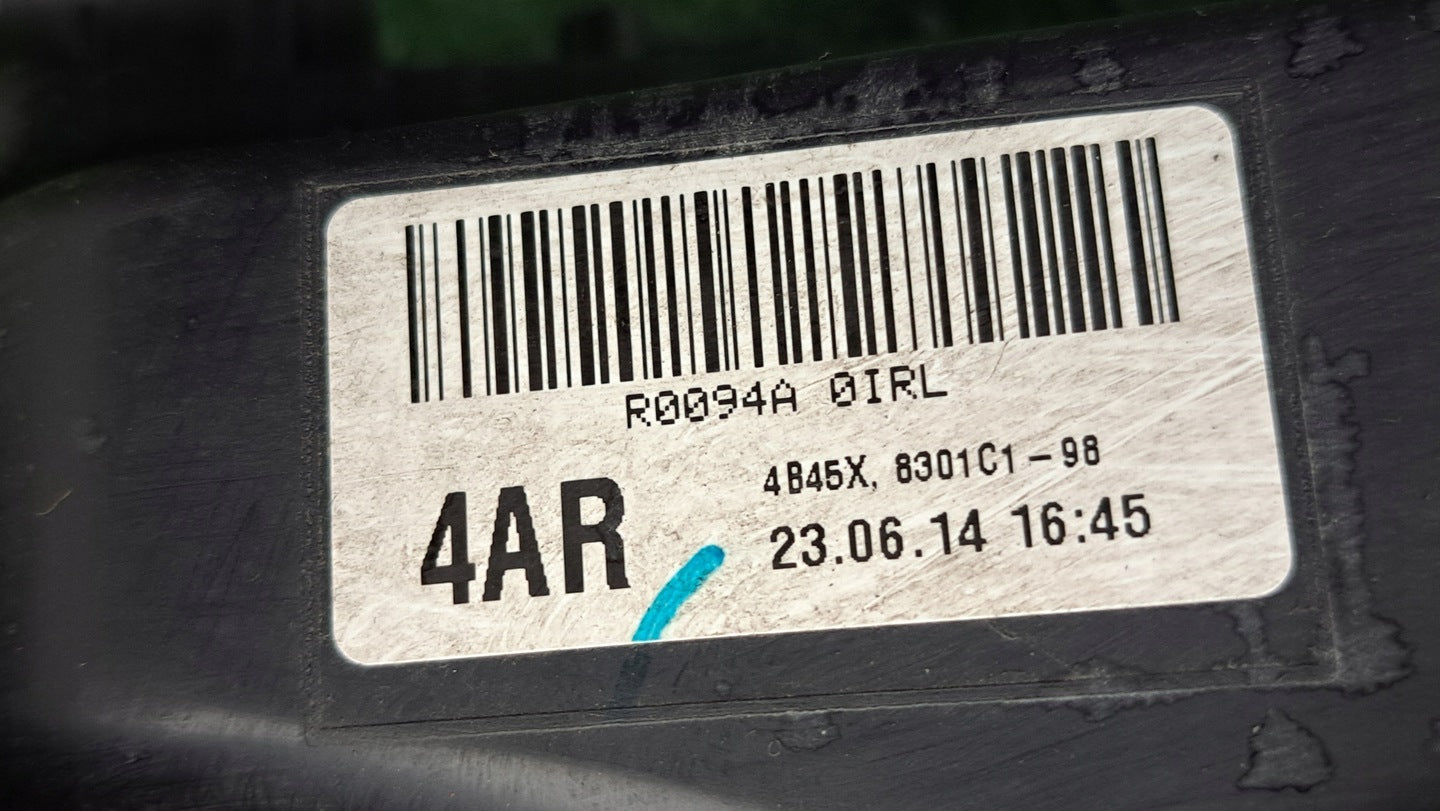 R0094A 0IRL
4AR
4B45X, 8301C1-98
23.06.14 16:45